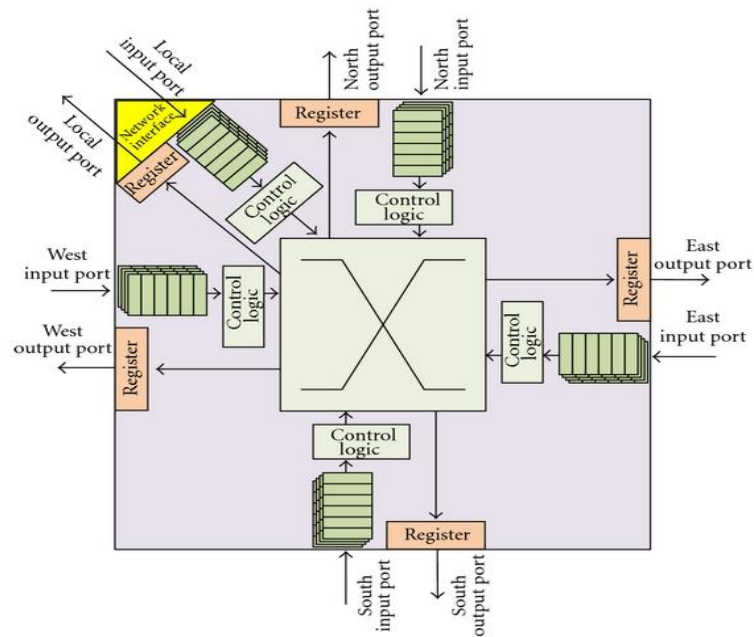 Local
input port
North
output port
North
input port
Local
output port
Network
interface
Register
Register
Control
logic
Control
logic
West
input port
Control
logic
Register
East
output port
West
output port
Register
Control
logic
East
input port
Control
logic
Register
South
input port
South
output port